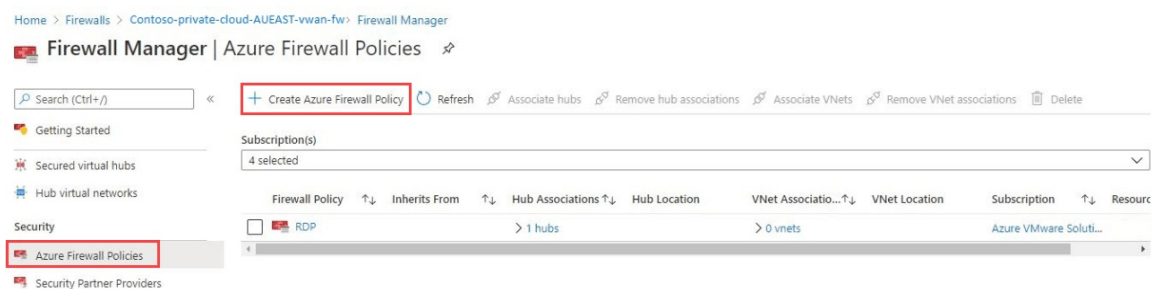 Home > Firewalls > Contoso-private-cloud-AUEAST-vwan-fw> Firewall Manager
Firewall Manager | Azure Firewall Policies
Search (Ctrl+/) «
+ Create Azure Firewall Policy Refresh Associate hubs Remove hub associations Associate VNets Remove VNet associations Delete
Getting Started
Secured virtual hubs
Hub virtual networks
Security
Azure Firewall Policies
Security Partner Providers
Subscription(s)
4 selected
Firewall Policy ↑↓ Inherits From ↑↓ Hub Associations ↑↓ Hub Location VNet Associatio...↑↓ VNet Location Subscription ↑↓ Resourc
RDP > 1 hubs > 0 vnets Azure VMware Soluti...